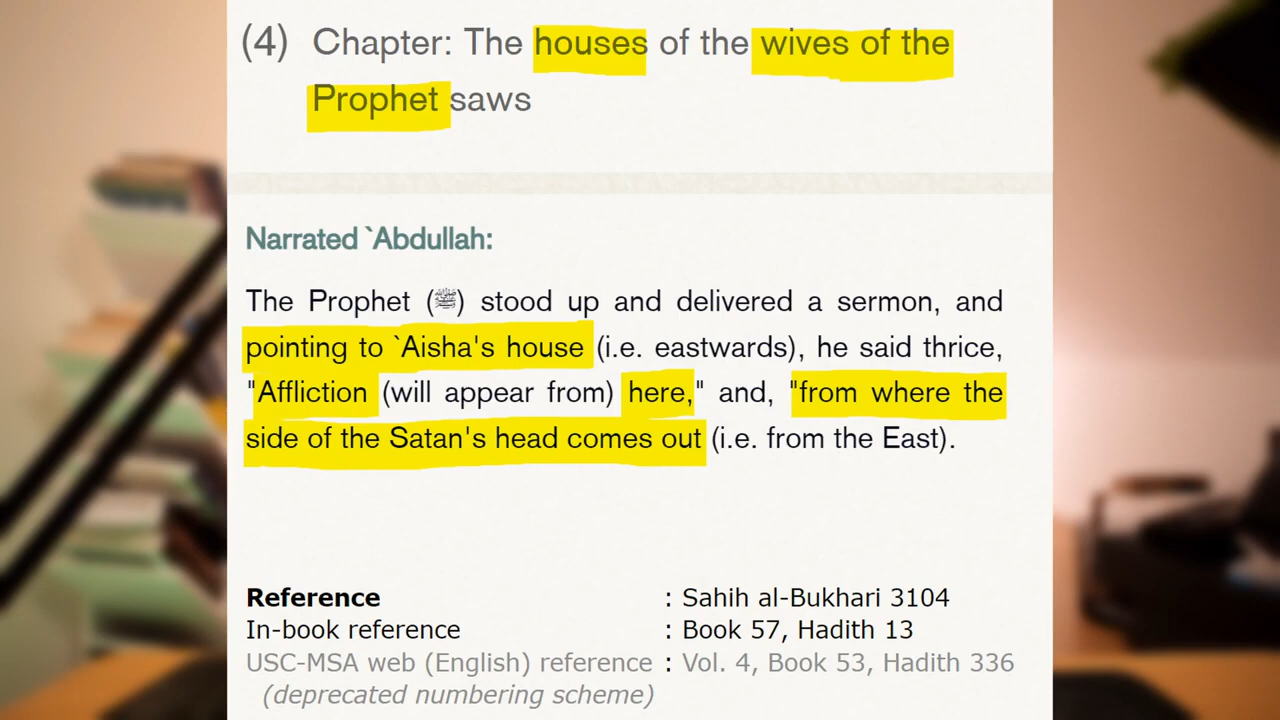 (4) Chapter: The houses of the wives of the
Prophet saws
Narrated `Abdullah:
The Prophet (ﷺ) stood up and delivered a sermon, and
pointing to `Aisha's house (i.e. eastwards), he said thrice,
"Affliction (will appear from) here," and, "from where the
side of the Satan's head comes out (i.e. from the East).
Reference : Sahih al-Bukhari 3104
In-book reference : Book 57, Hadith 13
USC-MSA web (English) reference : Vol. 4, Book 53, Hadith 336
(deprecated numbering scheme)